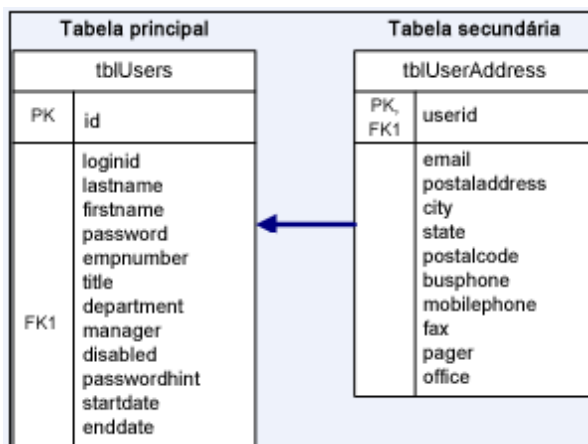 Tabela principal
tblUsers
PK
id
loginid
lastname
firstname
password
empnumber
title
department
FK1
manager
disabled
passwordhint
startdate
enddate
Tabela secundária
tblUserAddress
PK,
FK1
userid
email
postaladdress
city
state
postalcode
busphone
mobilephone
fax
pager
office